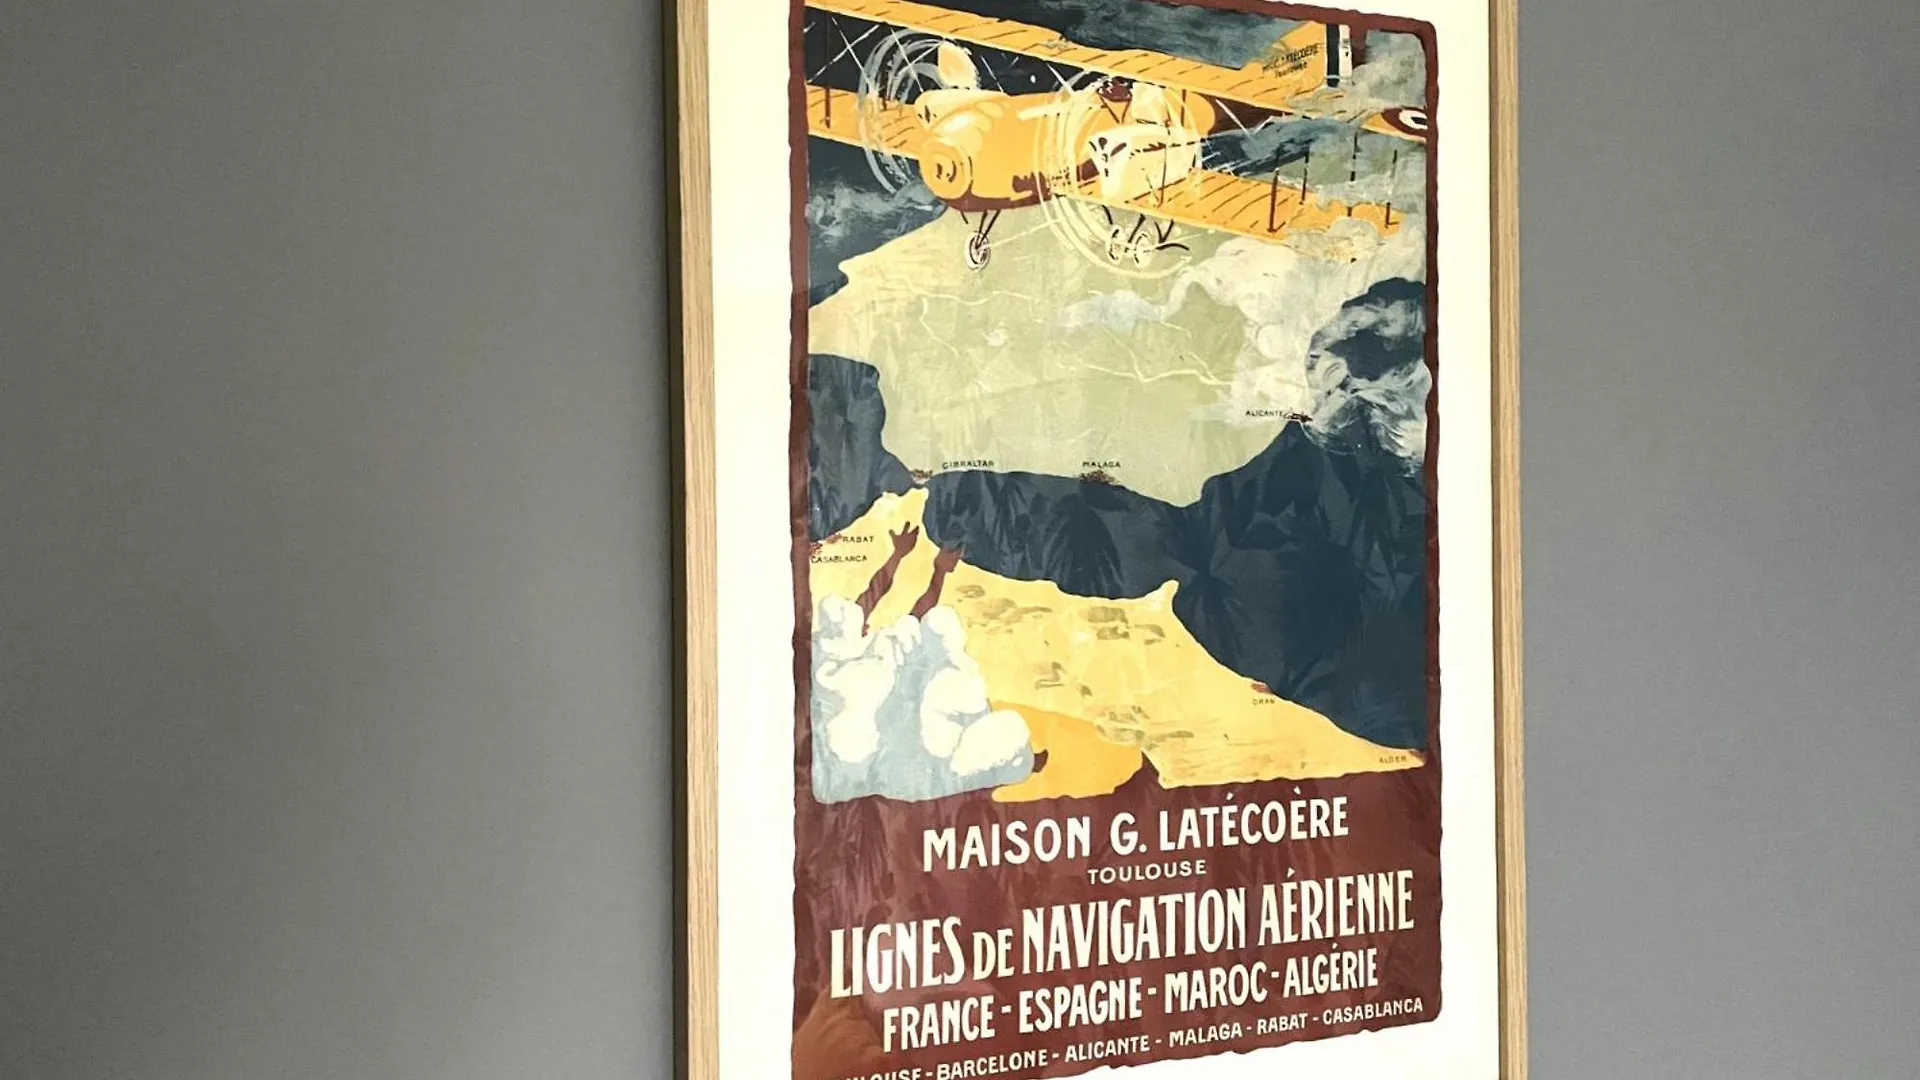 ALICANTE
GIBRALTAR
MALAGA
RABAT
CASABLANCA
ORAN
ALGER
MAISON G. LATÉCOÈRE
TOULOUSE
LIGNES DE NAVIGATION AÉRIENNE
FRANCE - ESPAGNE - MAROC - ALGÉRIE
- BARCELONE - ALICANTE - MALAGA - RABAT - CASABLANCA